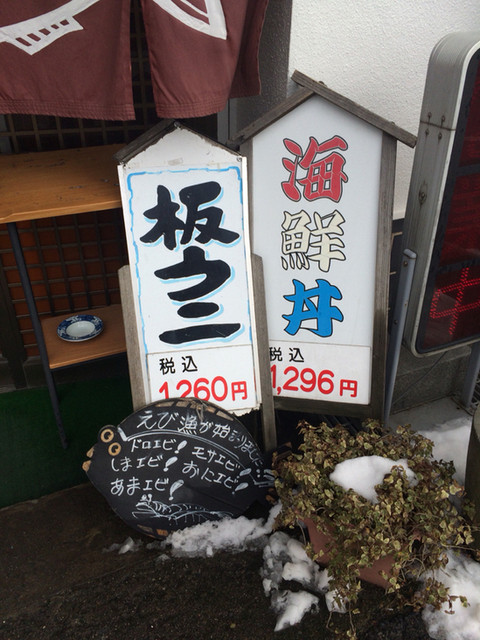 板ウニ
税込
1,260円
海鮮丼
税込
1,296円
えび漁が始まりました!
ドロエビ! モサエビ!
しまエビ! おにエビ!
あまエビ!